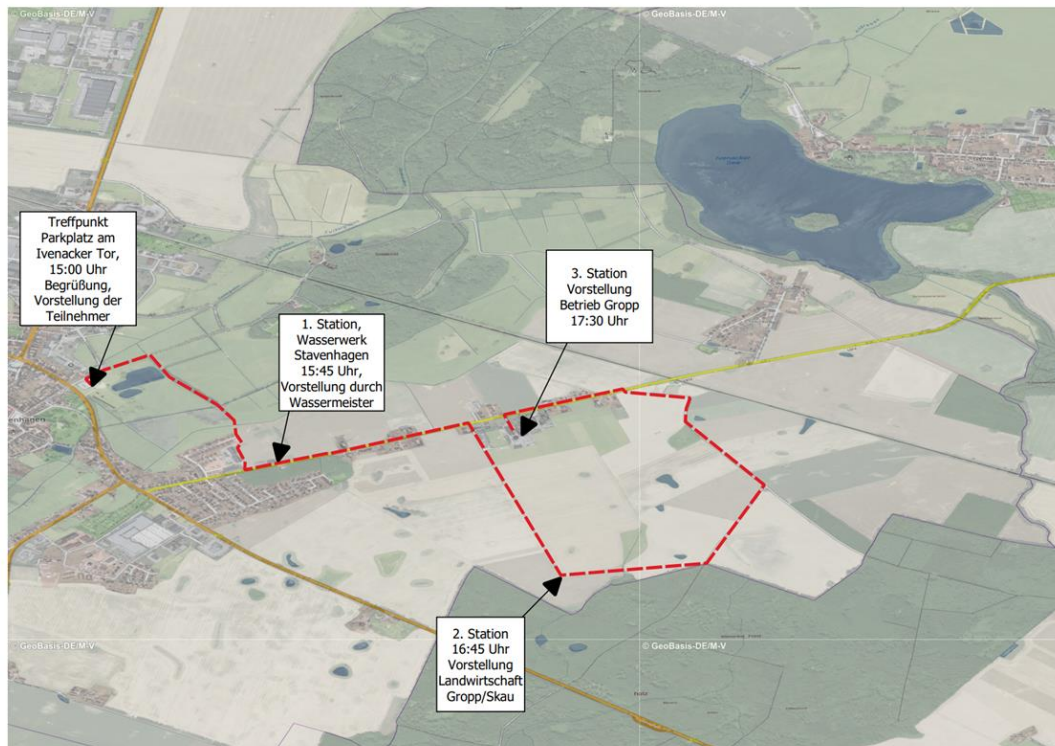 © GeoBasis-DE/M-V
© GeoBasis-DE/M-V
Treffpunkt
Parkplatz am
Ivenacker Tor,
15:00 Uhr
Begrüßung,
Vorstellung der
Teilnehmer
1. Station,
Wasserwerk
Stavenhagen
15:45 Uhr,
Vorstellung durch
Wassermeister
3. Station
Vorstellung
Betrieb Gropp
17:30 Uhr
enhagen
2. Station
16:45 Uhr
Vorstellung
Landwirtschaft
Gropp/Skau
© GeoBasis-DE/M-V
© GeoBasis-DE/M-V